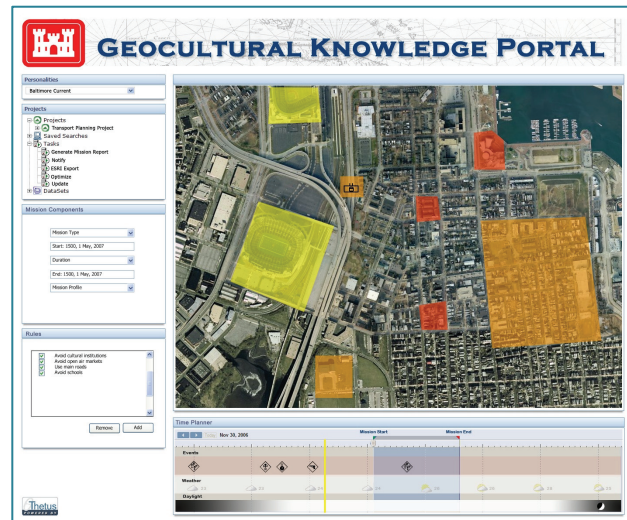 GEOCULTURAL KNOWLEDGE PORTAL
Personalities
Baltimore Current
Projects
Projects
Transport Planning Project
Saved Searches
Tasks
Generate Mission Report
Notify
ESRI Export
Optimize
Update
DataSets
Mission Components
Mission Type
Start: 1500, 1 May, 2007
Duration
End: 1500, 1 May, 2007
Mission Profile
Rules
Avoid cultural institutions
Avoid open air markets
Use main roads
Avoid schools
Remove
Add
Time Planner
Nov 30, 2006
Mission Start
Mission End
Events
Weather
Daylight
Thetus
POWERED BY